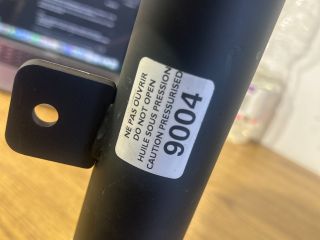 NE PAS OUVRIR
DO NOT OPEN
HUILE SOUS PRESSION
CAUTION PRESSURISED
9004